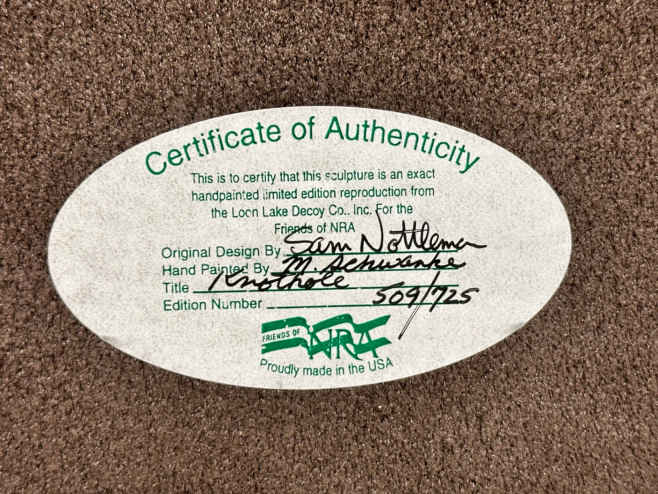 Certificate of Authenticity
This is to certify that this sculpture is an exact
handpainted limited edition reproduction from
the Loon Lake Decoy Co., Inc. For the
Friends of NRA
Original Design By Sam Nottleman
Hand Painted By M. Schwanke
Title Knothole
Edition Number 509/725
FRIENDS OF
NRA
Proudly made in the USA